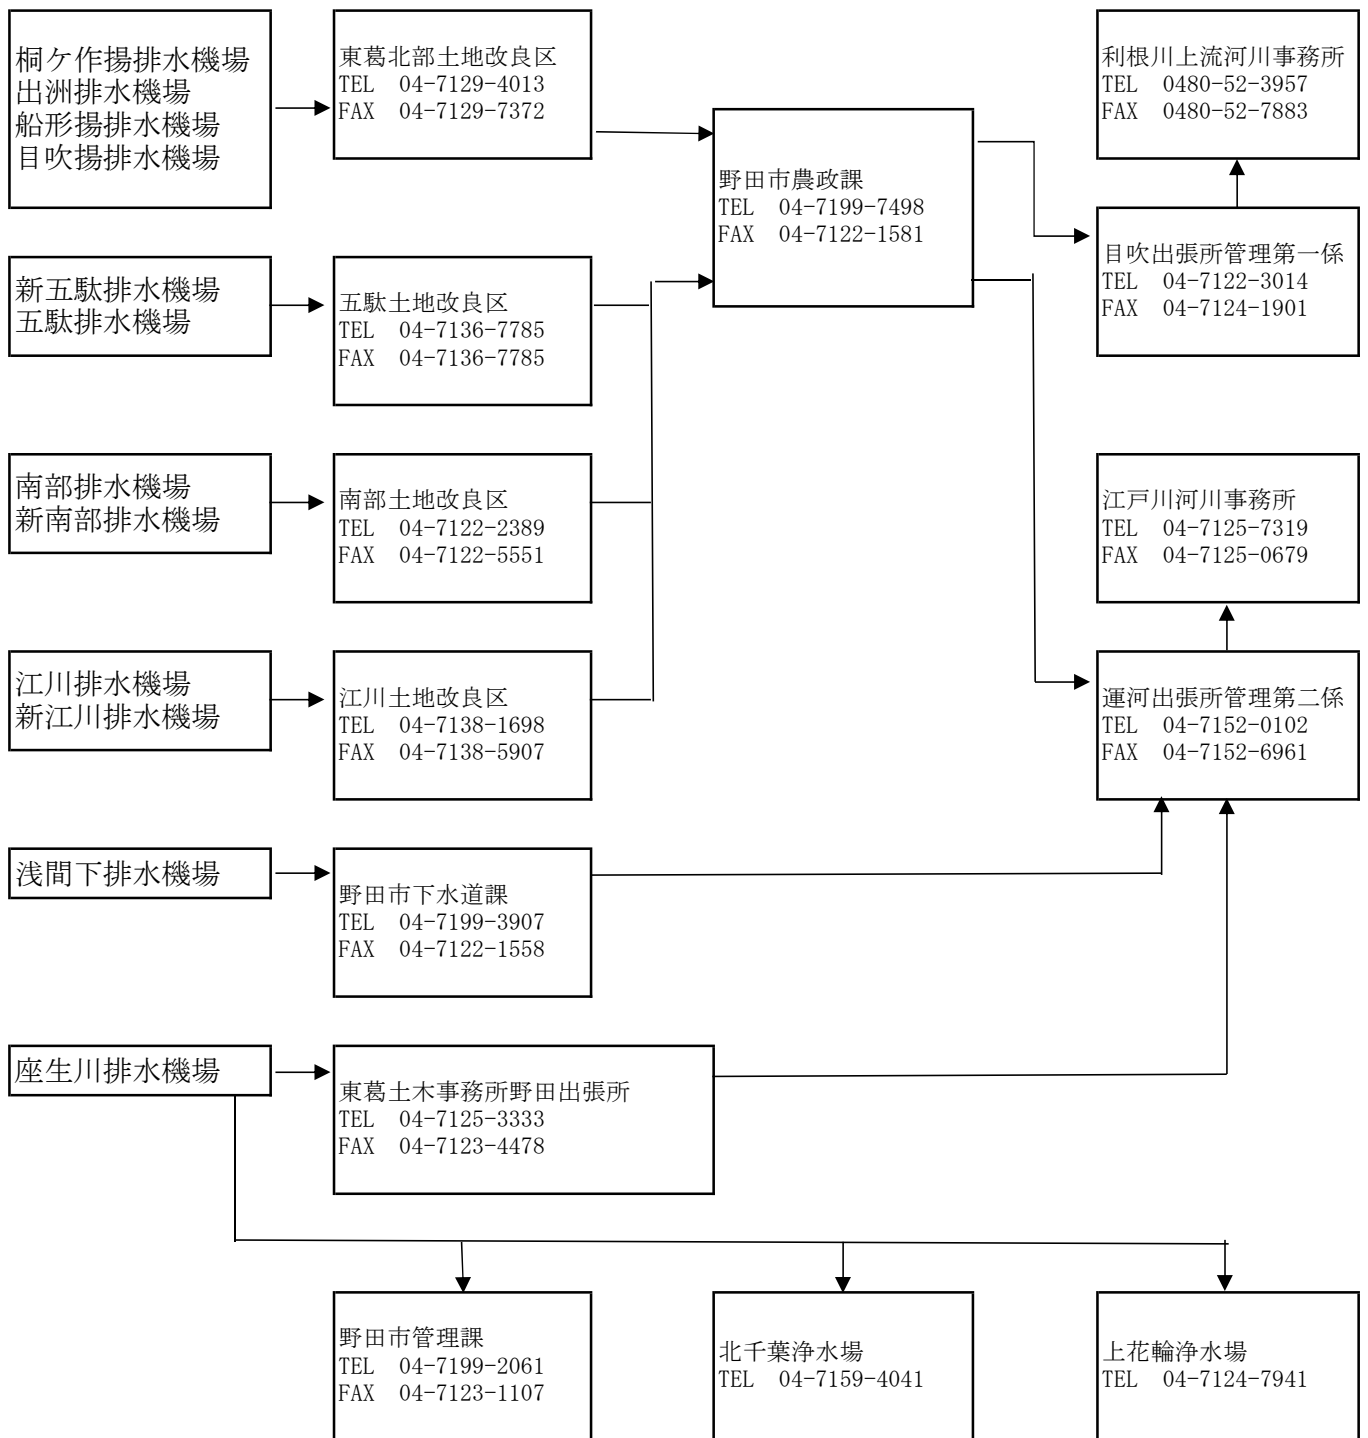 桐ケ作揚排水機場
出洲排水機場
船形揚排水機場
目吹揚排水機場
東葛北部土地改良区
TEL 04-7129-4013
FAX 04-7129-7372
野田市農政課
TEL 04-7199-7498
FAX 04-7122-1581
利根川上流河川事務所
TEL 0480-52-3957
FAX 0480-52-7883
目吹出張所管理第一係
TEL 04-7122-3014
FAX 04-7124-1901
新五駄排水機場
五駄排水機場
五駄土地改良区
TEL 04-7136-7785
FAX 04-7136-7785
南部排水機場
新南部排水機場
南部土地改良区
TEL 04-7122-2389
FAX 04-7122-5551
江戸川河川事務所
TEL 04-7125-7319
FAX 04-7125-0679
江川排水機場
新江川排水機場
江川土地改良区
TEL 04-7138-1698
FAX 04-7138-5907
運河出張所管理第二係
TEL 04-7152-0102
FAX 04-7152-6961
浅間下排水機場
野田市下水道課
TEL 04-7199-3907
FAX 04-7122-1558
座生川排水機場
東葛土木事務所野田出張所
TEL 04-7125-3333
FAX 04-7123-4478
野田市管理課
TEL 04-7199-2061
FAX 04-7123-1107
北千葉浄水場
TEL 04-7159-4041
上花輪浄水場
TEL 04-7124-7941